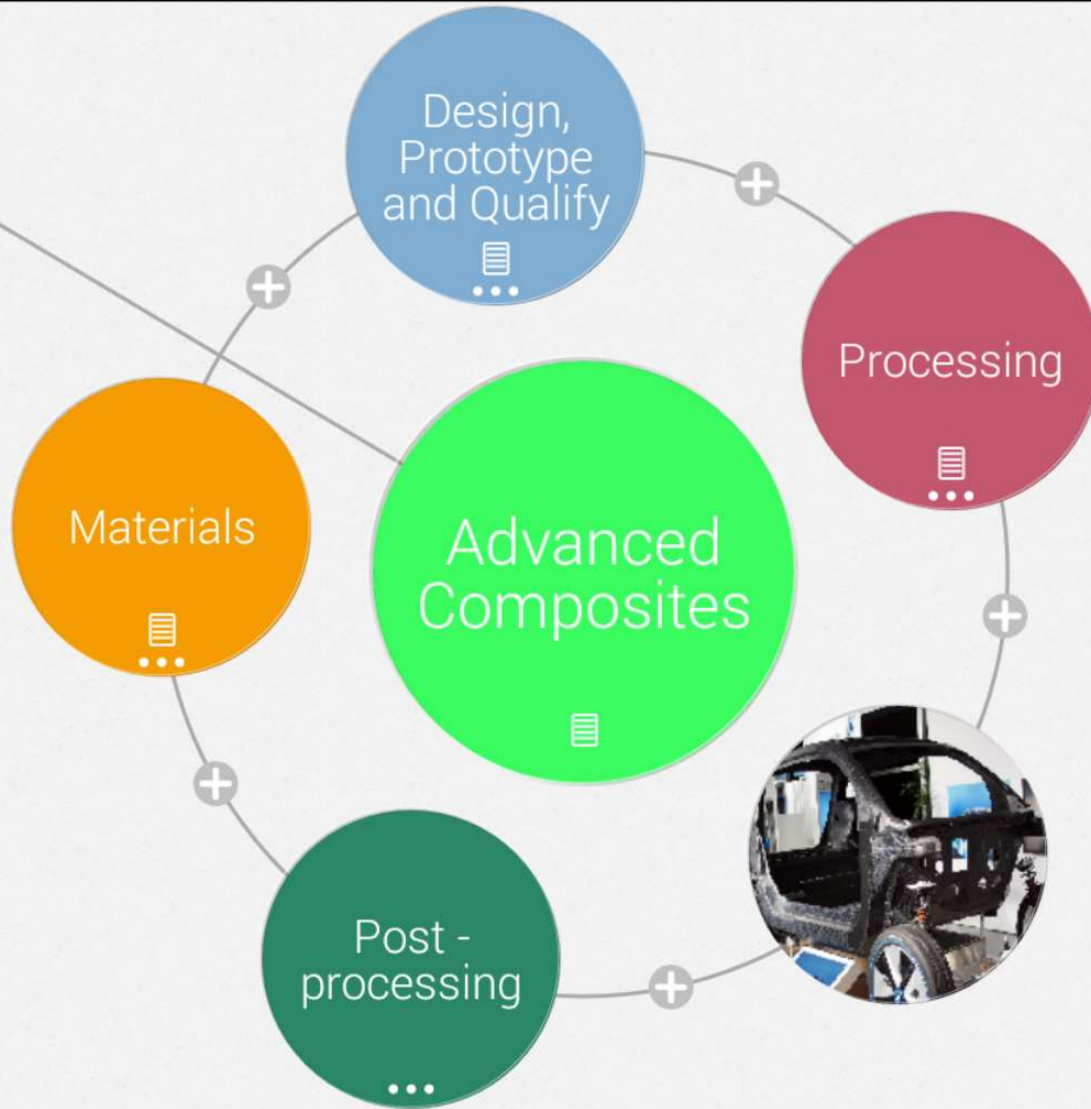 Design,
Prototype
and Qualify
Processing
Materials
Advanced
Composites
Post -
processing